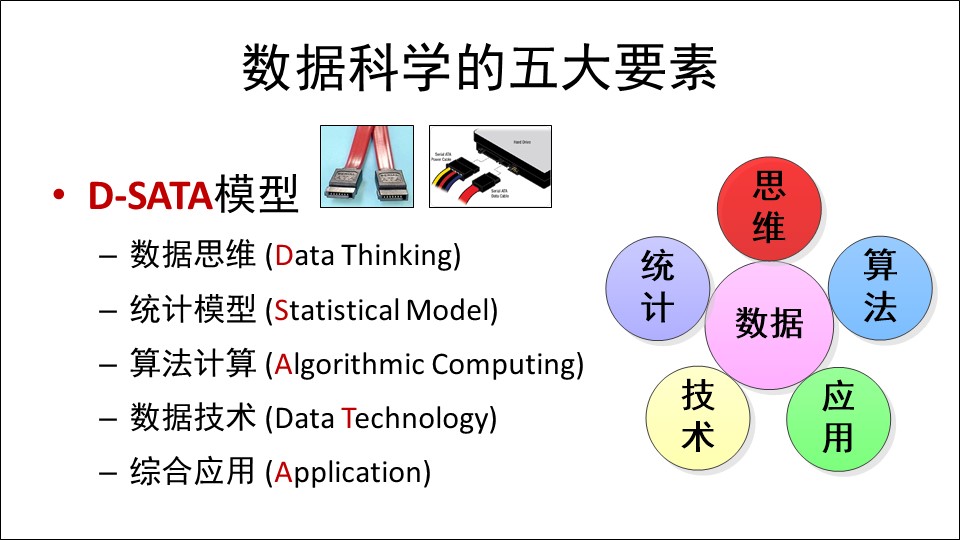 数据科学的五大要素
Serial ATA
Power Cable
Hard Drive
Serial ATA
Data Cable
• D-SATA模型
– 数据思维 (Data Thinking)
– 统计模型 (Statistical Model)
– 算法计算 (Algorithmic Computing)
– 数据技术 (Data Technology)
– 综合应用 (Application)
思
维
统
计
算
法
数据
技
术
应
用